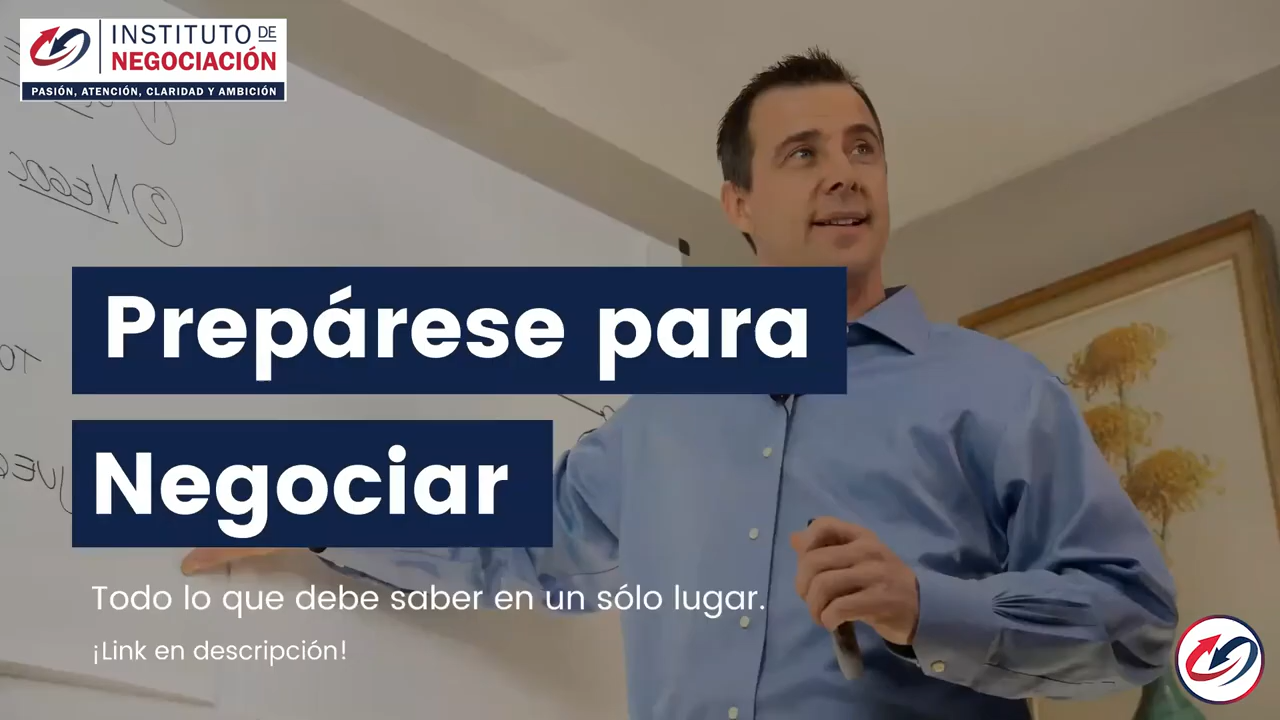 INSTITUTO DE
NEGOCIACIÓN
PASIÓN, ATENCIÓN, CLARIDAD Y AMBICIÓN
Prepárese para
Negociar
Todo lo que debe saber en un sólo lugar.
¡Link en descripción!